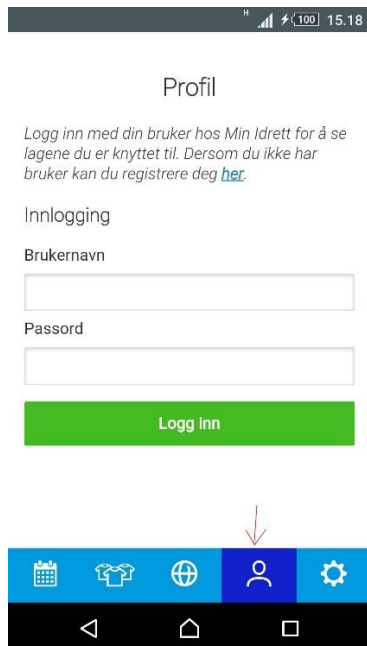 H 100 15.18
Profil
Logg inn med din bruker hos Min Idrett for å se
lagene du er knyttet til. Dersom du ikke har
bruker kan du registrere deg her.
Innlogging
Brukernavn
Passord
Logg inn